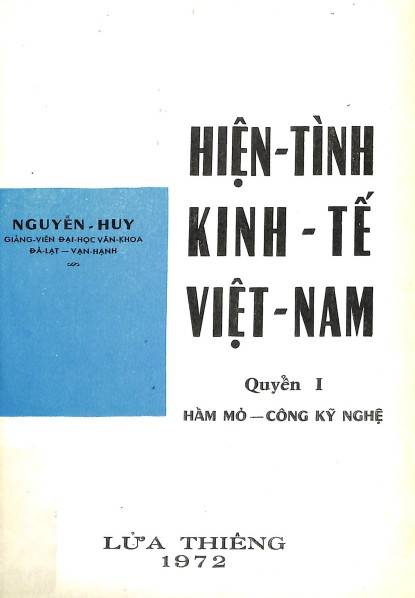 HIỆN-TÌNH
KINH-TẾ
VIỆT-NAM
NGUYỄN-HUY
GIẢNG-VIÊN ĐẠI-HỌC VĂN-KHOA
ĐÀ-LẠT — VẠN-HẠNH
Quyển I
HẦM MỎ — CÔNG KỸ NGHỆ
LỬA THIÊNG
1972